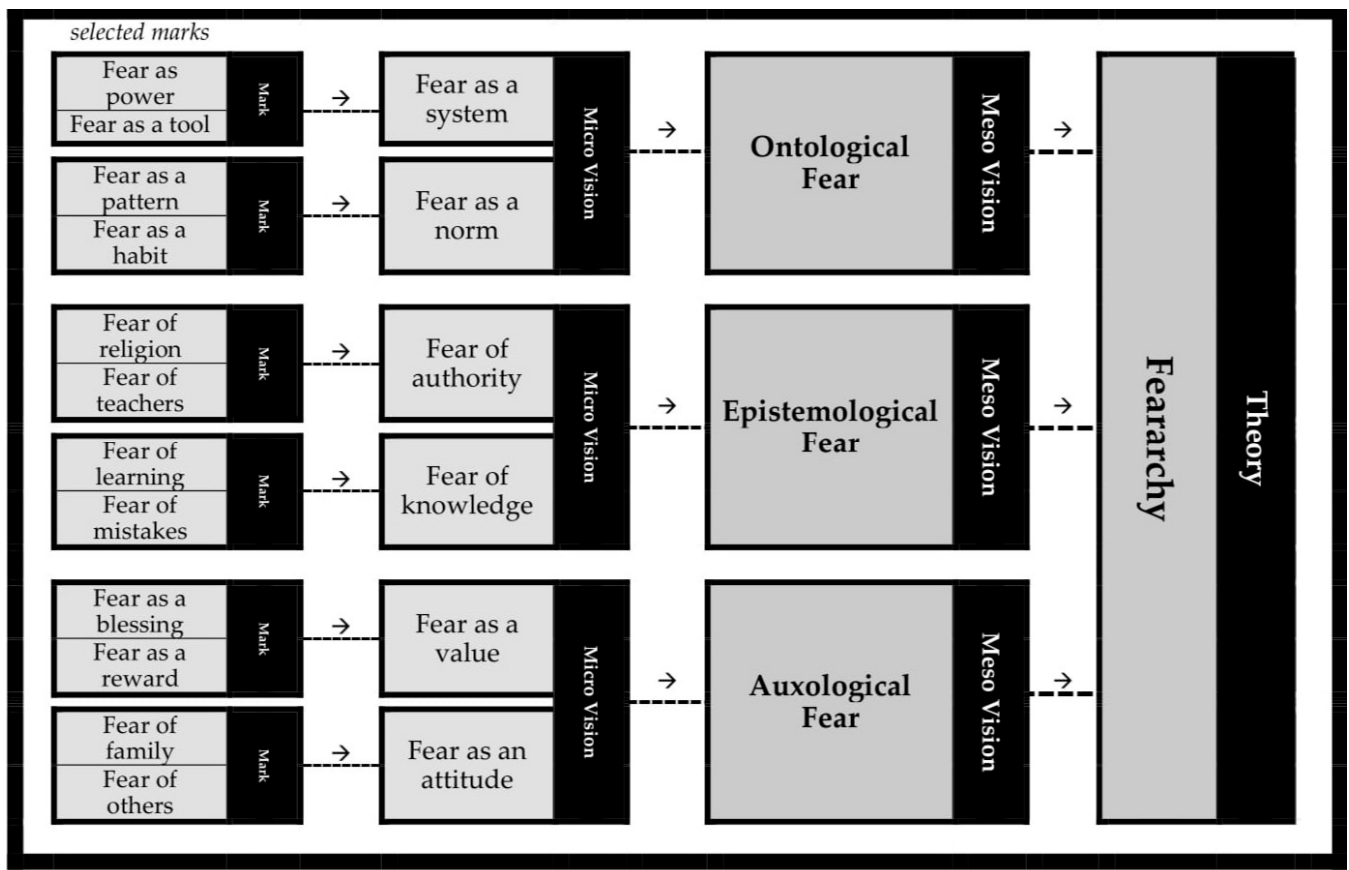 selected marks
Fear as
power
Fear as a tool
Mark
Fear as a
system
Fear as a
pattern
Fear as a
habit
Mark
Fear as a
norm
Micro Vision
Ontological
Fear
Meso Vision
Fear of
religion
Fear of
teachers
Mark
Fear of
authority
Fear of
learning
Fear of
mistakes
Mark
Fear of
knowledge
Micro Vision
Epistemological
Fear
Meso Vision
Fear as a
blessing
Fear as a
reward
Mark
Fear as a
value
Fear of
family
Fear of
others
Mark
Fear as an
attitude
Micro Vision
Auxological
Fear
Meso Vision
Feararchy
Theory